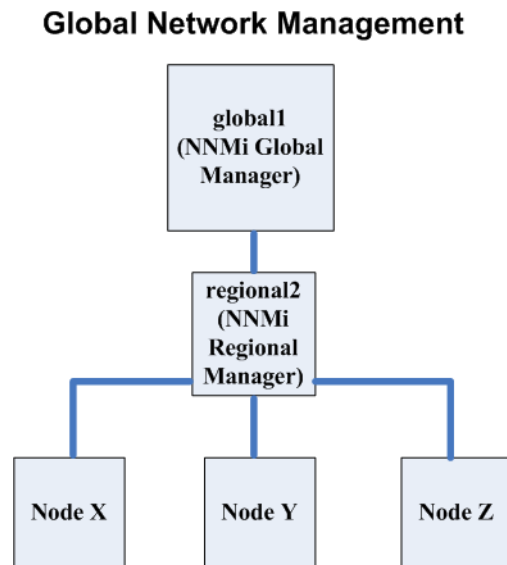 Global Network Management
global1
(NNMi Global
Manager)
regional2
(NNMi
Regional
Manager)
Node X
Node Y
Node Z